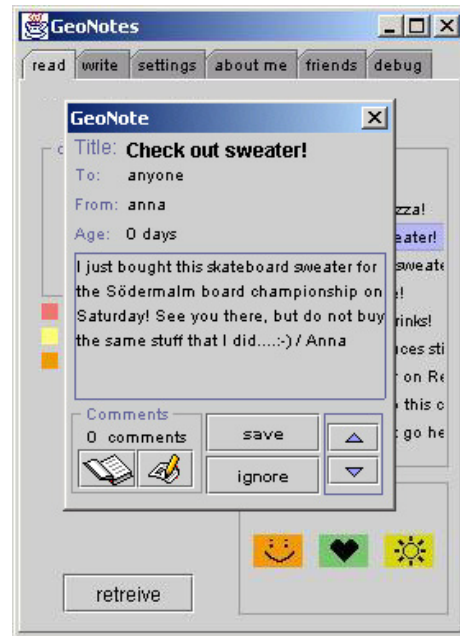 GeoNotes
read write settings about me friends debug
GeoNote
Title: Check out sweater!
To: anyone
From: anna
Age: 0 days
I just bought this skateboard sweater for
the Södermalm board championship on
Saturday! See you there, but do not buy
the same stuff that I did....:-) / Anna
Comments
0 comments
save
ignore
zza!
eater!
sweate
e!
rinks!
ices sti
r on Re
this c
t go he
retreive